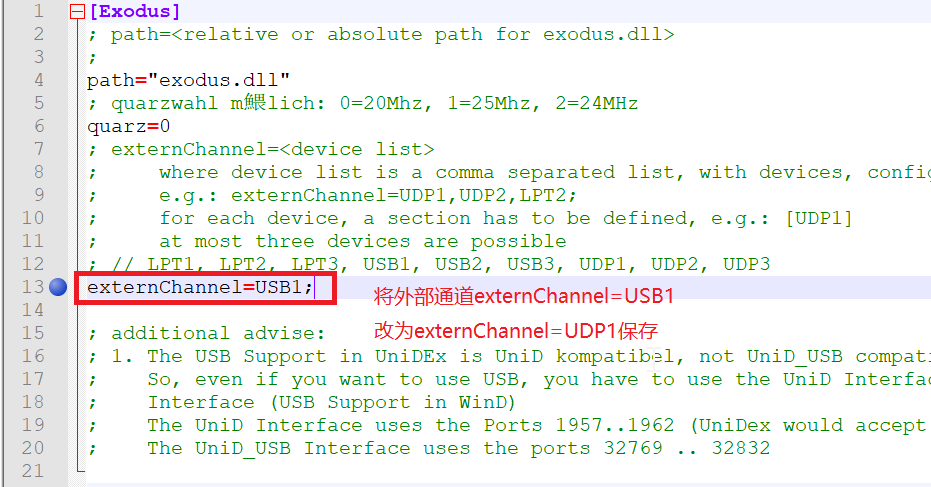 1 [Exodus]
2 ; path=<relative or absolute path for exodus.dll>
3 ;
4 path="exodus.dll"
5 ; quarzwahl m鰃lich: 0=20Mhz, 1=25Mhz, 2=24MHz
6 quarz=0
7 ; externChannel=<device list>
8 ;     where device list is a comma separated list, with devices, config
9 ;     e.g.: externChannel=UDP1,UDP2,LPT2;
10 ;     for each device, a section has to be defined, e.g.: [UDP1]
11 ;     at most three devices are possible
12 ; // LPT1, LPT2, LPT3, USB1, USB2, USB3, UDP1, UDP2, UDP3
13 externChannel=USB1; 将外部通道externChannel=USB1
14
改为externChannel=UDP1保存
15 ; additional advise:
16 ; 1. The USB Support in UniDEx is UniD kompatibel, not UniD_USB compati
17 ;    So, even if you want to use USB, you have to use the UniD Interfac
18 ;    Interface (USB Support in WinD)
19 ;    The UniD Interface uses the Ports 1957..1962 (UniDex would accept
20 ;    The UniD_USB Interface uses the ports 32769 .. 32832
21